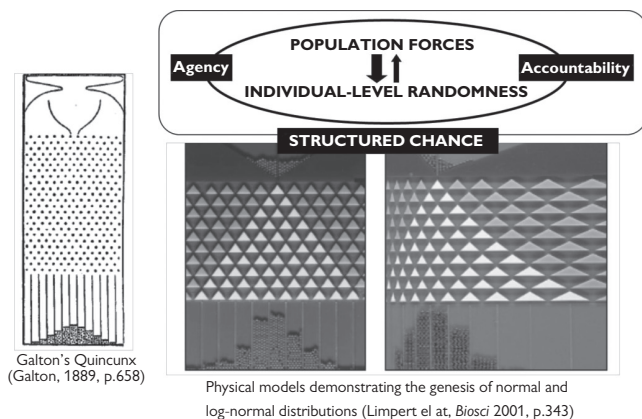 POPULATION FORCES
Agency
Accountability
INDIVIDUAL-LEVEL RANDOMNESS
STRUCTURED CHANCE
Galton’s Quincunx
(Galton, 1889, p.658)
Physical models demonstrating the genesis of normal and
log-normal distributions (Limpert el at, Biosci 2001, p.343)